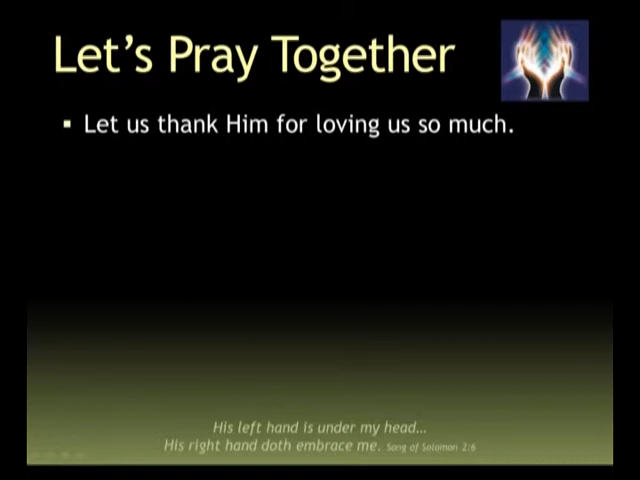 Let's Pray Together
▪ Let us thank Him for loving us so much.
His left hand is under my head...
His right hand doth embrace me. Song of Solomon 2:6